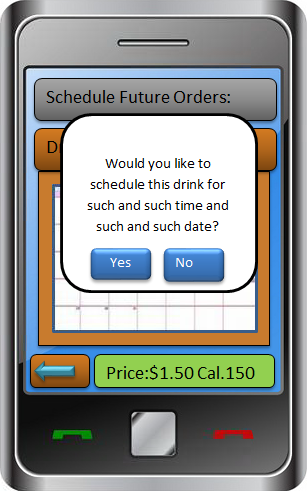 Schedule Future Orders:
D
Would you like to
schedule this drink for
such and such time and
such and such date?
Yes No
Price:$1.50 Cal.150